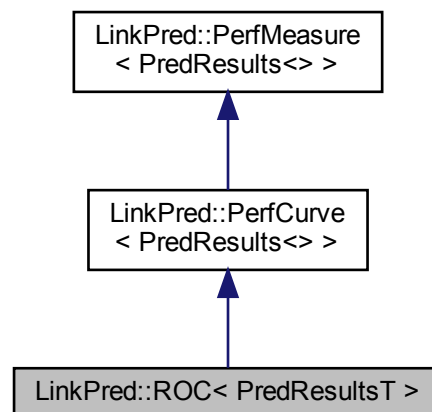 LinkPred::PerfMeasure
< PredResults<> >
LinkPred::PerfCurve
< PredResults<> >
LinkPred::ROC< PredResultsT >